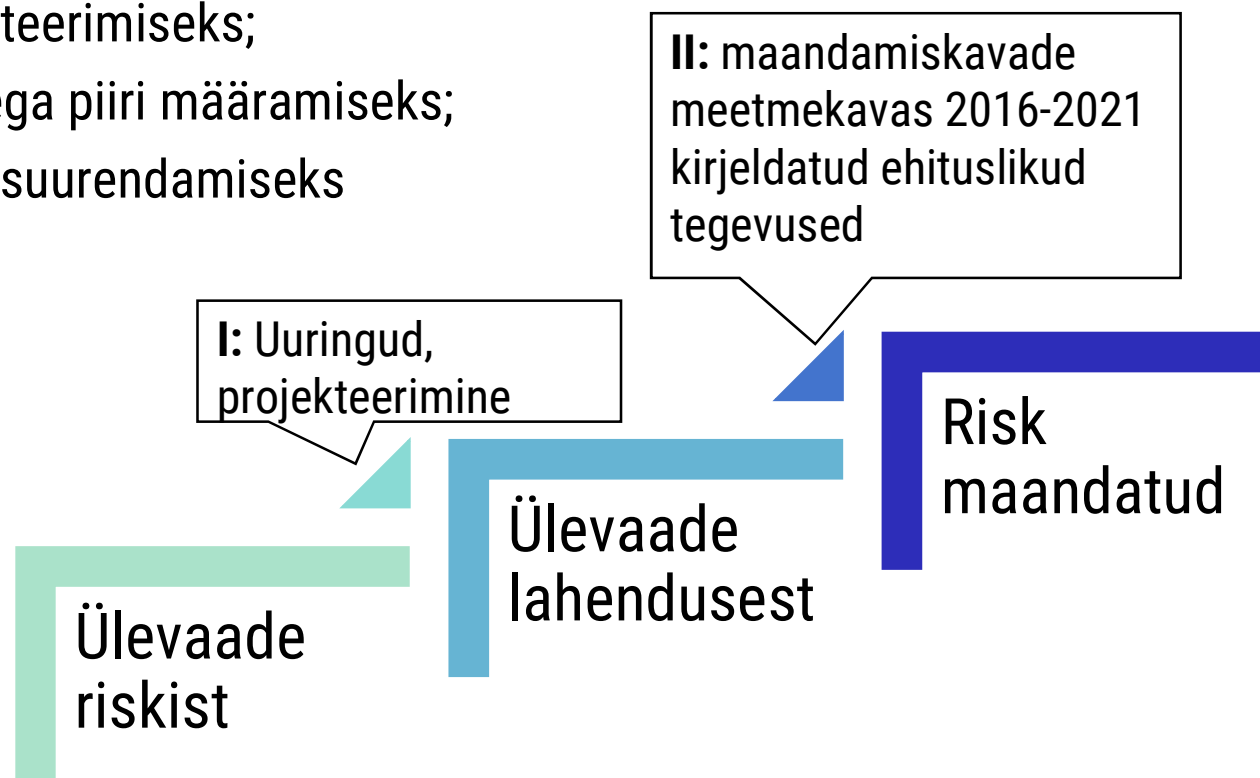 teerimiseks;
ga piiri määramiseks;
suurendamiseks
II: maandamiskavade
meetmekavas 2016-2021
kirjeldatud ehituslikud
tegevused
I: Uuringud,
projekteerimine
Risk
maandatud
Ülevaade
lahendusest
Ülevaade
riskist